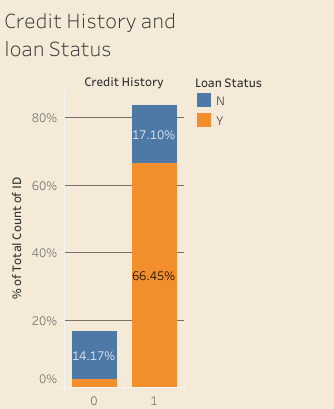 Credit History and
loan Status
Credit History
Loan Status
N
Y
% of Total Count of ID
80%
60%
40%
20%
0%
17.10%
66.45%
14.17%
0
1